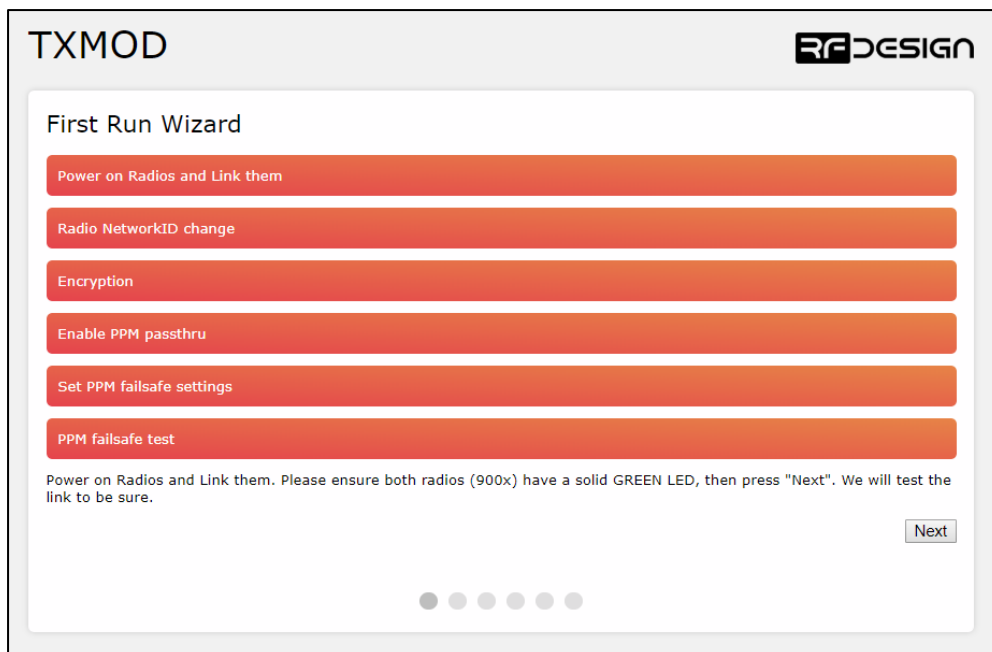 TXMOD
RFDESIGN
First Run Wizard
Power on Radios and Link them
Radio NetworkID change
Encryption
Enable PPM passthru
Set PPM failsafe settings
PPM failsafe test
Power on Radios and Link them. Please ensure both radios (900x) have a solid GREEN LED, then press "Next". We will test the
link to be sure.
Next